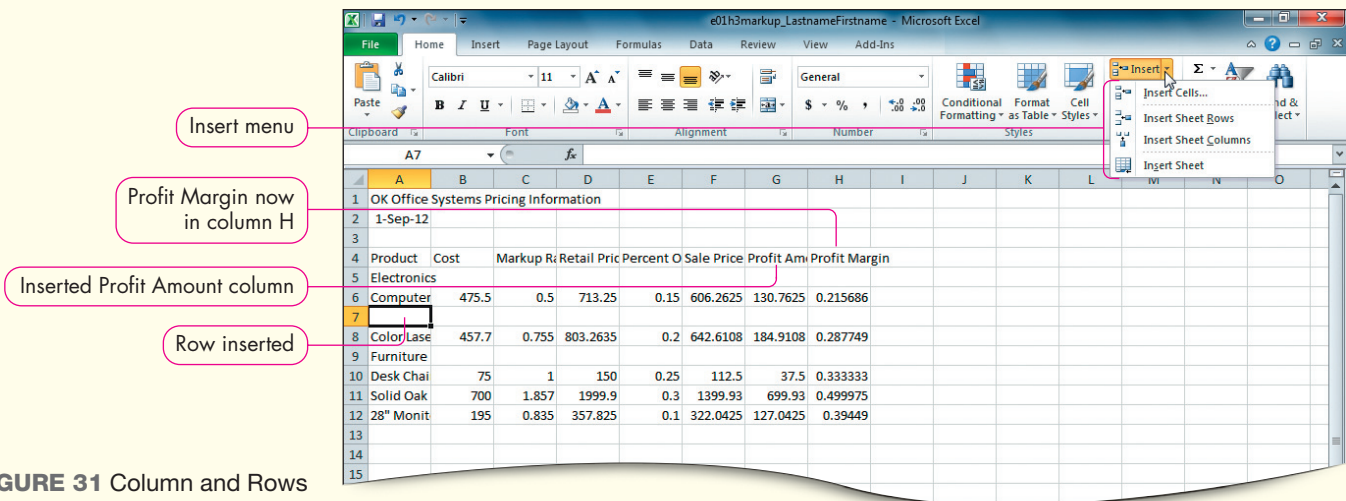 e01h3markup_LastnameFirstname - Microsoft Excel
File Home Insert Page Layout Formulas Data Review View Add-Ins
Paste
Calibri 11
B I U
General
$ % ,
Conditional Formatting
Format as Table
Cell Styles
Insert
Clipboard Font Alignment Number Styles
Insert Cells...
Insert Sheet Rows
Insert Sheet Columns
Insert Sheet
Insert menu
Profit Margin now
in column H
Inserted Profit Amount column
Row inserted
A7 fx
A B C D E F G H I J K L M N O
1 OK Office Systems Pricing Information
2 1-Sep-12
3
4 Product Cost Markup Ra Retail Pric Percent O Sale Price Profit Am Profit Margin
5 Electronics
6 Computer 475.5 0.5 713.25 0.15 606.2625 130.7625 0.215686
7
8 Color Lase 457.7 0.755 803.2635 0.2 642.6108 184.9108 0.287749
9 Furniture
10 Desk Chai 75 1 150 0.25 112.5 37.5 0.333333
11 Solid Oak 700 1.857 1999.9 0.3 1399.93 699.93 0.499975
12 28" Monit 195 0.835 357.825 0.1 322.0425 127.0425 0.39449
13
14
15
GURE 31 Column and Rows